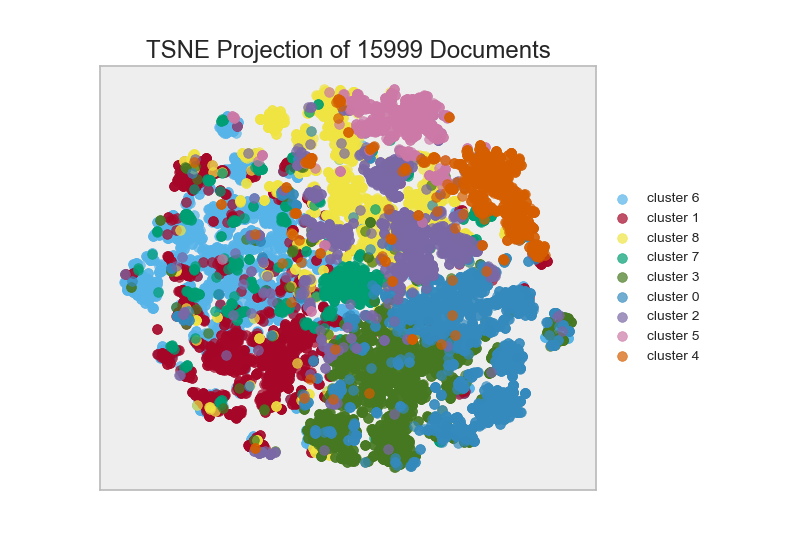 TSNE Projection of 15999 Documents
cluster 6
cluster 1
cluster 8
cluster 7
cluster 3
cluster 0
cluster 2
cluster 5
cluster 4